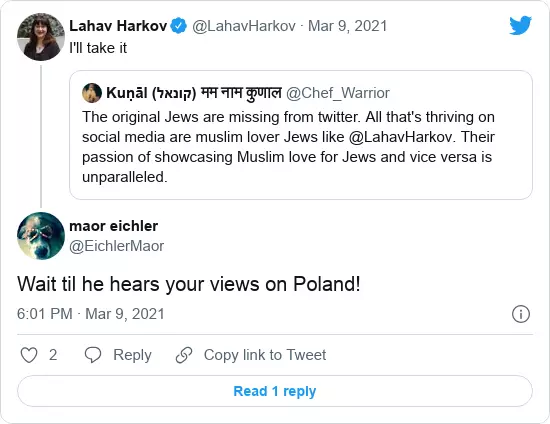 Lahav Harkov @LahavHarkov · Mar 9, 2021
I'll take it
Kuṇāl (קונאל) मम नाम कुणाल @Chef_Warrior
The original Jews are missing from twitter. All that's thriving on
social media are muslim lover Jews like @LahavHarkov. Their
passion of showcasing Muslim love for Jews and vice versa is
unparalleled.
maor eichler
@EichlerMaor
Wait til he hears your views on Poland!
6:01 PM · Mar 9, 2021
2 Reply Copy link to Tweet
Read 1 reply